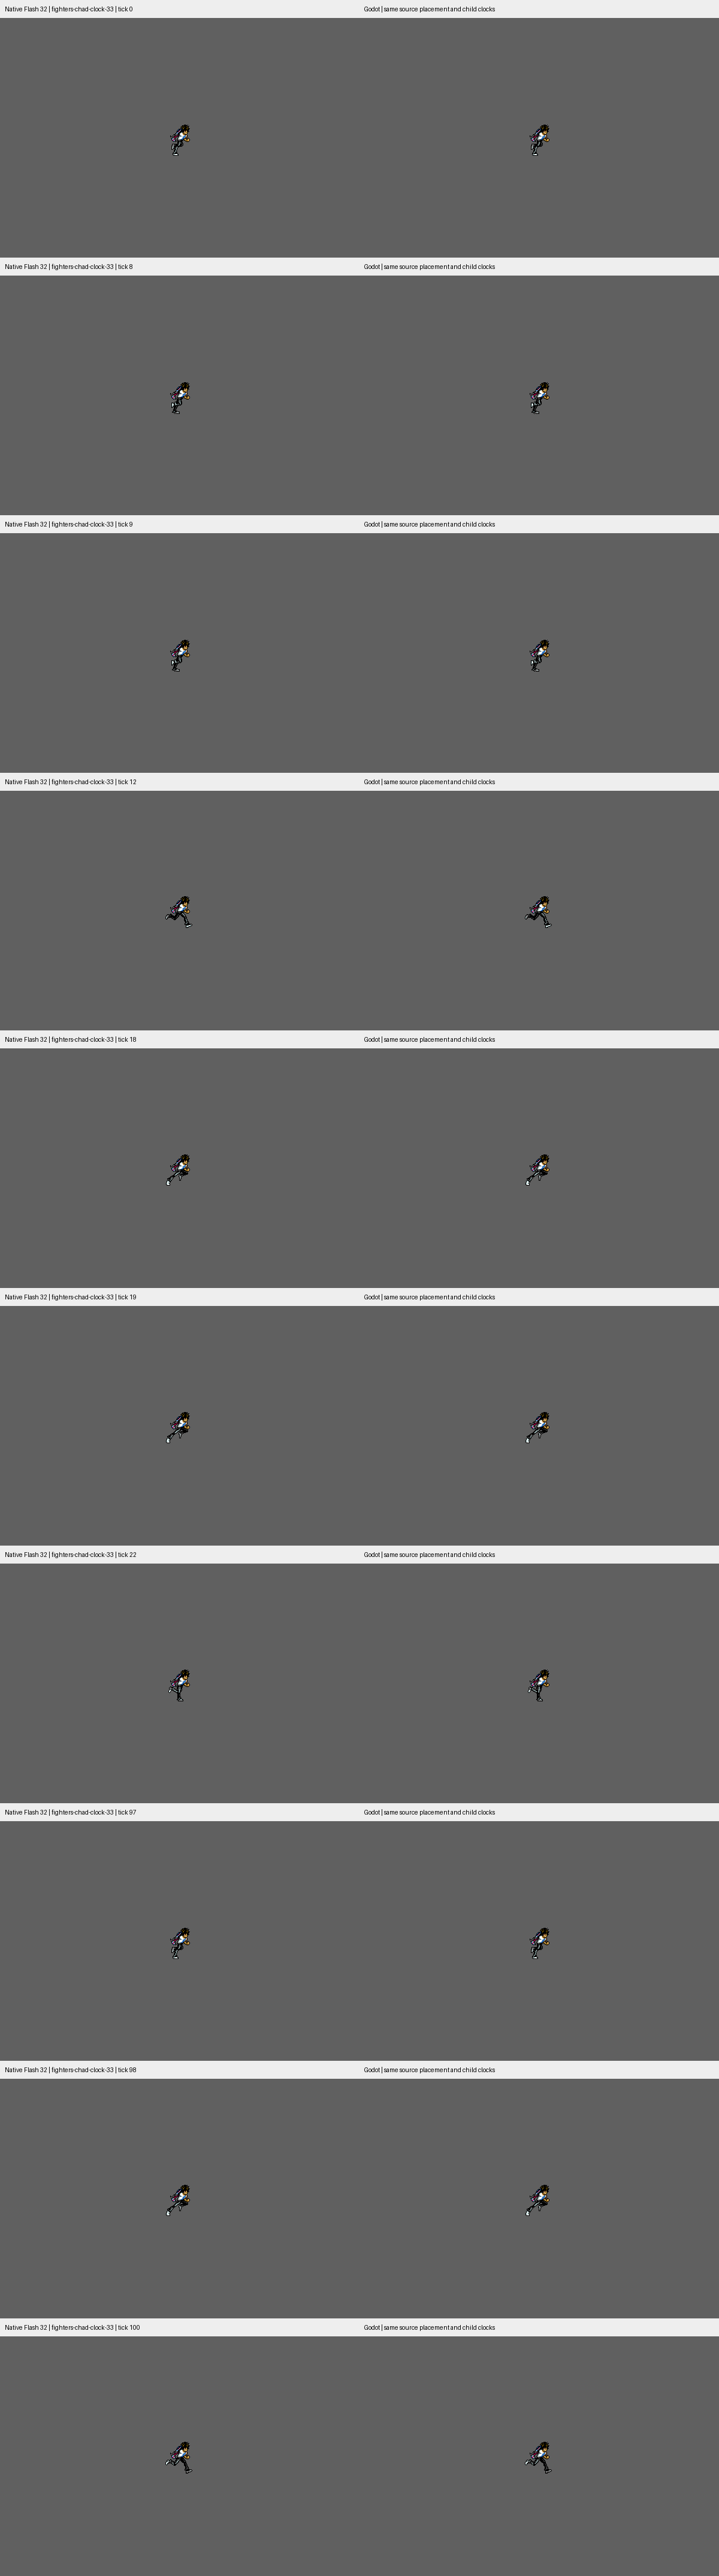 Native Flash 32 | fighters-chad-clock-33 | tick 0
Godot | same source placement and child clocks
Native Flash 32 | fighters-chad-clock-33 | tick 8
Godot | same source placement and child clocks
Native Flash 32 | fighters-chad-clock-33 | tick 9
Godot | same source placement and child clocks
Native Flash 32 | fighters-chad-clock-33 | tick 12
Godot | same source placement and child clocks
Native Flash 32 | fighters-chad-clock-33 | tick 18
Godot | same source placement and child clocks
Native Flash 32 | fighters-chad-clock-33 | tick 19
Godot | same source placement and child clocks
Native Flash 32 | fighters-chad-clock-33 | tick 22
Godot | same source placement and child clocks
Native Flash 32 | fighters-chad-clock-33 | tick 97
Godot | same source placement and child clocks
Native Flash 32 | fighters-chad-clock-33 | tick 98
Godot | same source placement and child clocks
Native Flash 32 | fighters-chad-clock-33 | tick 100
Godot | same source placement and child clocks